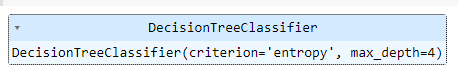 DecisionTreeClassifier
DecisionTreeClassifier(criterion='entropy', max_depth=4)